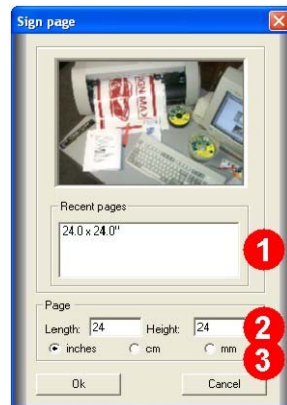 Sign page
Recent pages
24.0 x 24.0"
1
Page
Length: 24 Height: 24
2
inches cm mm
3
Ok Cancel